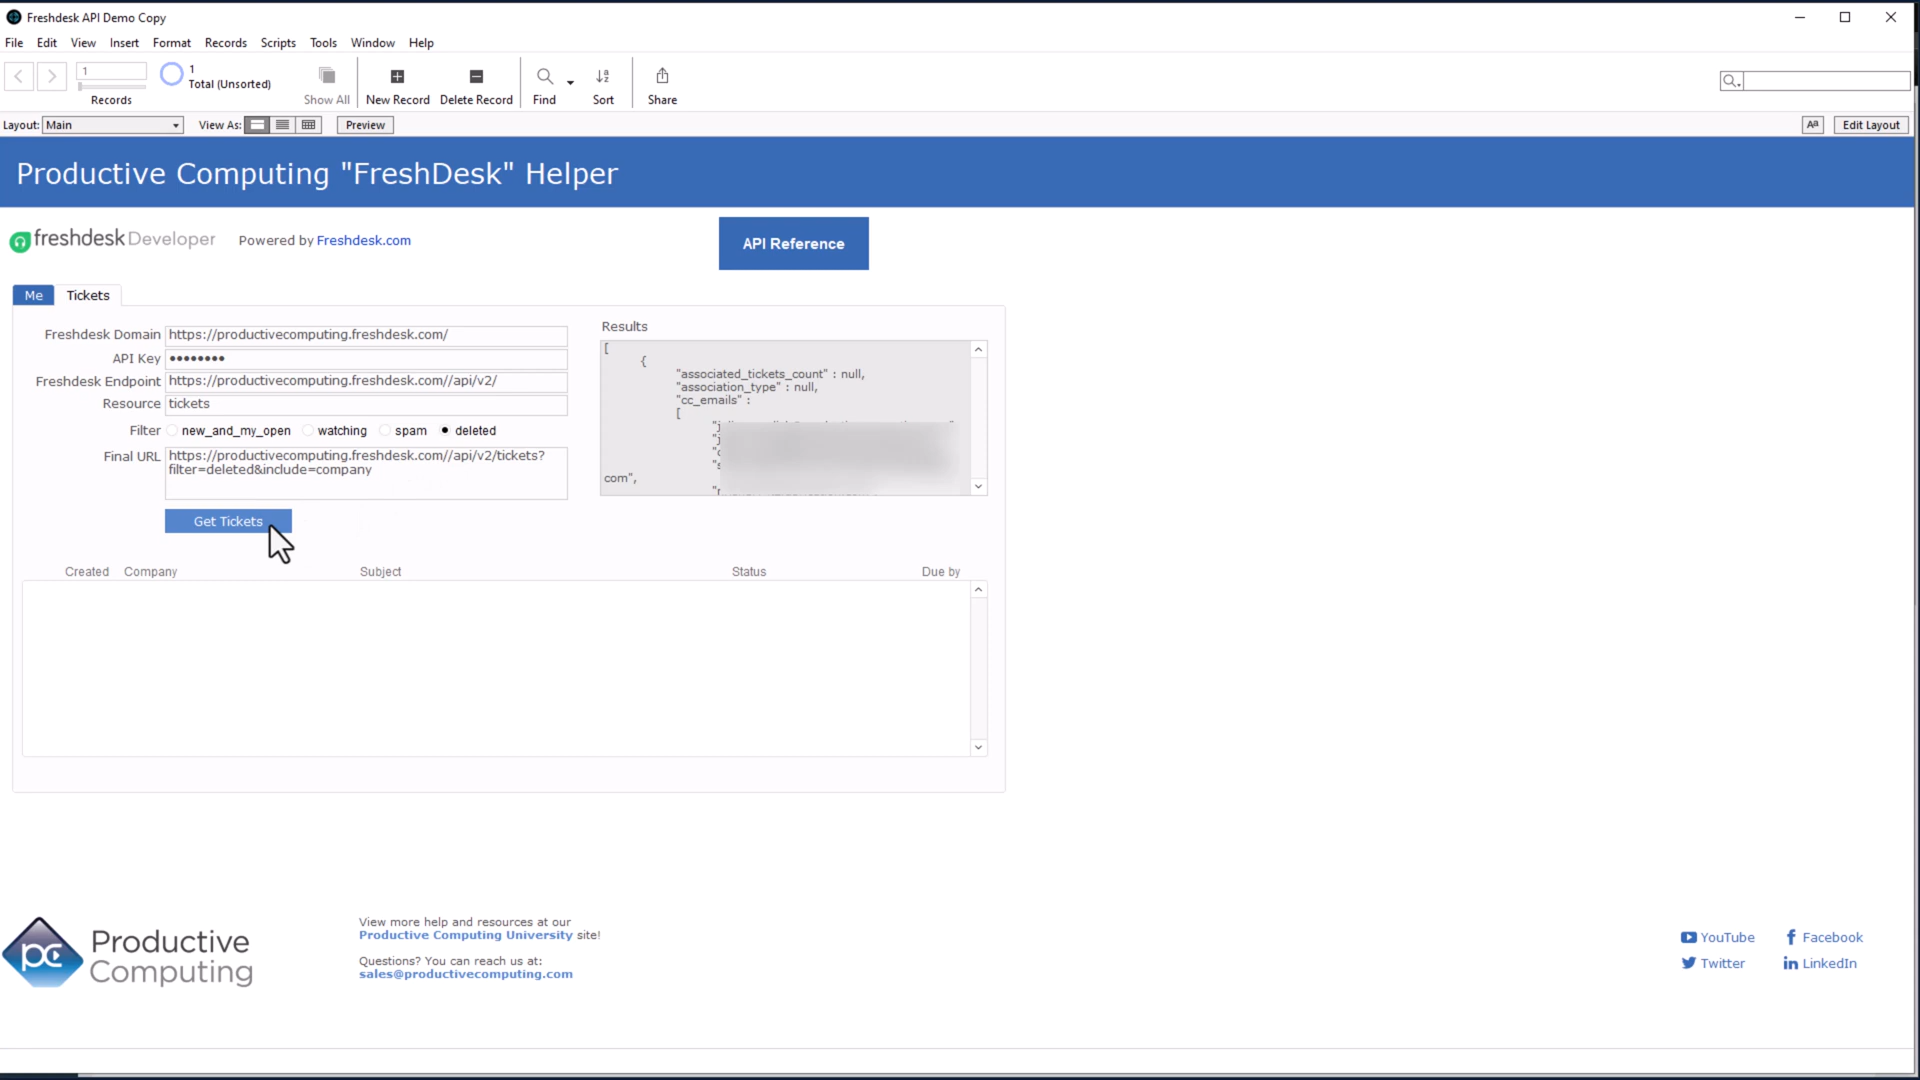 Freshdesk API Demo Copy
File Edit View Insert Format Records Scripts Tools Window Help
1
1
Total (Unsorted)
Records
Show All New Record Delete Record Find Sort Share
Layout: Main View As: Preview Aa Edit Layout
Productive Computing "FreshDesk" Helper
freshdesk Developer Powered by Freshdesk.com API Reference
Me Tickets
Freshdesk Domain https://productivecomputing.freshdesk.com/
API Key ••••••••
Freshdesk Endpoint https://productivecomputing.freshdesk.com//api/v2/
Resource tickets
Filter new_and_my_open watching spam deleted
Final URL https://productivecomputing.freshdesk.com//api/v2/tickets?
filter=deleted&include=company
Get Tickets
Results
[
{
"associated_tickets_count" : null,
"association_type" : null,
"cc_emails" :
[
com",
Created Company Subject Status Due by
Productive
Computing
View more help and resources at our
Productive Computing University site!
Questions? You can reach us at:
sales@productivecomputing.com
YouTube Facebook
Twitter LinkedIn